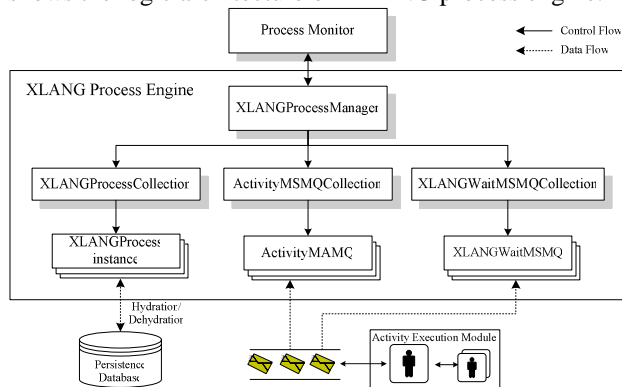 Process Monitor
Control Flow
Data Flow
XLANG Process Engine
XLANGProcessManager
XLANGProcessCollection
ActivityMSMQCollection
XLANGWaitMSMQCollection
XLANGProcess
instance
ActivityMAMQ
XLANGWaitMSMQ
Hydration/
Dehydration
Persistence
Database
Activity Execution Module